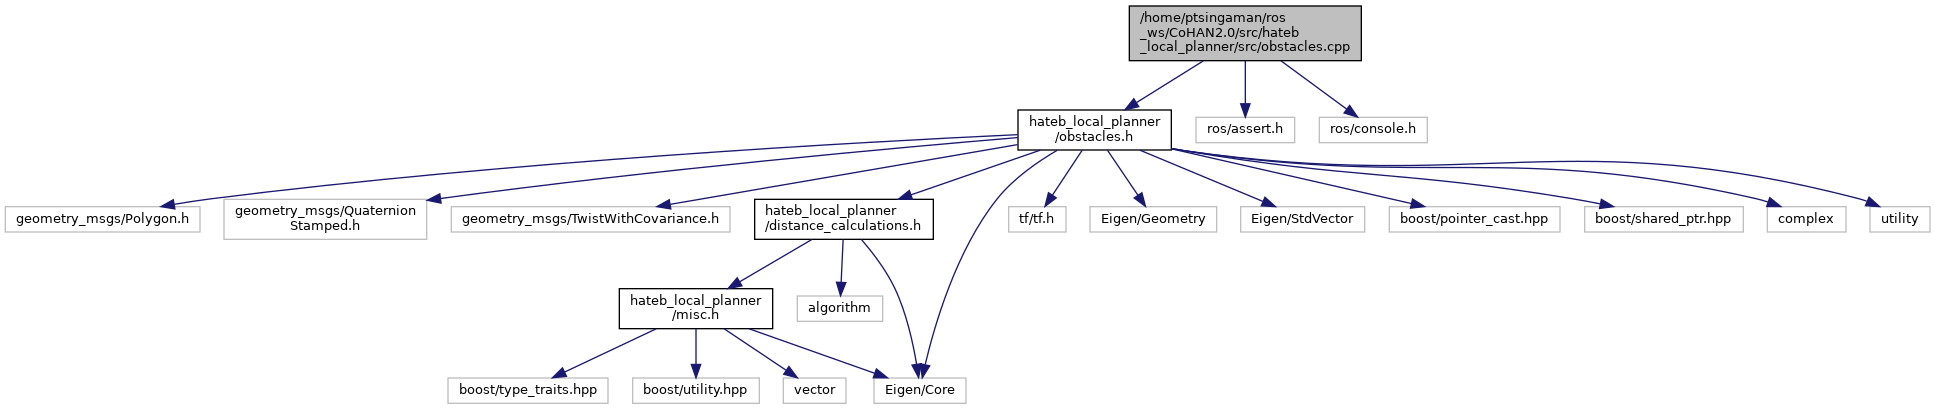 /home/ptsingaman/ros
_ws/CoHAN2.0/src/hateb
_local_planner/src/obstacles.cpp
hateb_local_planner
/obstacles.h
ros/assert.h
ros/console.h
geometry_msgs/Polygon.h
geometry_msgs/Quaternion
Stamped.h
geometry_msgs/TwistWithCovariance.h
hateb_local_planner
/distance_calculations.h
tf/tf.h
Eigen/Geometry
Eigen/StdVector
boost/pointer_cast.hpp
boost/shared_ptr.hpp
complex
utility
hateb_local_planner
/misc.h
algorithm
boost/type_traits.hpp
boost/utility.hpp
vector
Eigen/Core